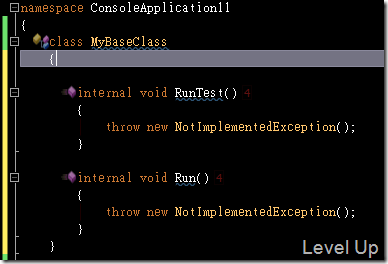 namespace ConsoleApplication11
{
class MyBaseClass
{
internal void RunTest() 4
{
throw new NotImplementedException();
}
internal void Run() 4
{
throw new NotImplementedException();
}
}
Level Up